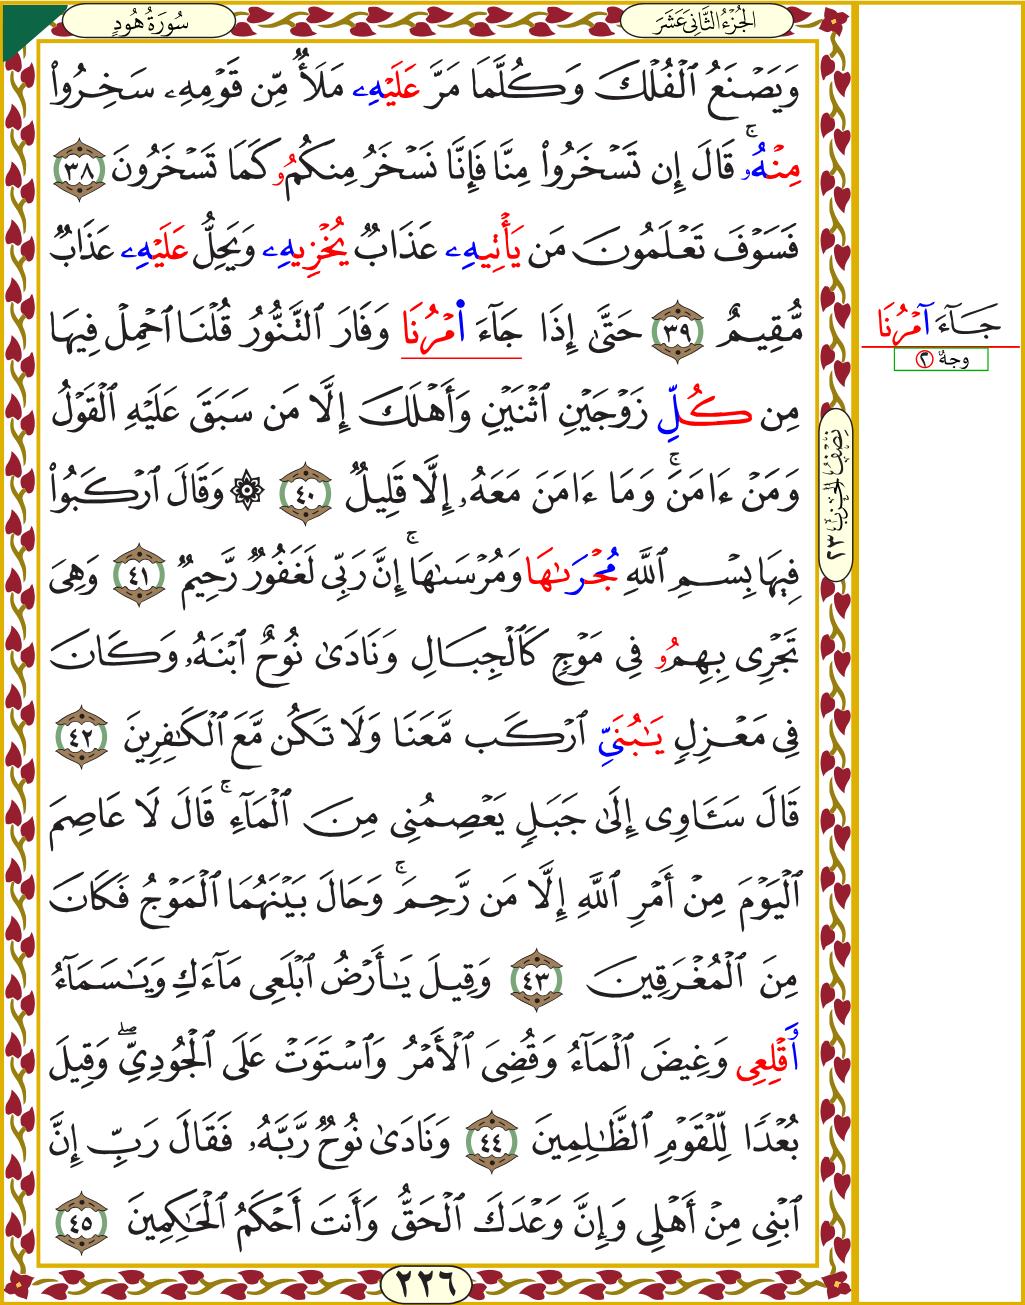 الْجُزْءُ الثَّانِي عَشَرَ
سُورَةُ هُودٍ
وَيَصْنَعُ ٱلْفُلْكَ وَكُلَّمَا مَرَّ عَلَيْهِۦ مَلَأٌ مِّن قَوْمِهِۦ سَخِرُوا۟
مِنْهُۥ ۚ قَالَ إِن تَسْخَرُوا۟ مِنَّا فَإِنَّا نَسْخَرُ مِنكُمُۥ كَمَا تَسْخَرُونَ ٣٨
فَسَوْفَ تَعْلَمُونَ مَن يَأْتِيهِۦ عَذَابٌ يُخْزِيهِۦ وَيَحِلُّ عَلَيْهِۦ عَذَابٌ
مُّقِيمٌ ٣٩ حَتَّىٰ إِذَا جَآءَ ا۬مْرُنَا وَفَارَ ٱلتَّنُّورُ قُلْنَا ٱحْمِلْ فِيهَا
مِن كُلِّ زَوْجَيْنِ ٱثْنَيْنِ وَأَهْلَكَ إِلَّا مَن سَبَقَ عَلَيْهِ ٱلْقَوْلُ
وَمَنْ ءَامَنَ ۚ وَمَا ءَامَنَ مَعَهُۥ إِلَّا قَلِيلٌ ٤٠ ۞ وَقَالَ ٱرْكَبُوا۟
فِيهَا بِسْمِ ٱللَّهِ مُجْرَىٰهَا وَمُرْسَىٰهَا ۚ إِنَّ رَبِّى لَغَفُورٌ رَّحِيمٌ ٤١ وَهِىَ
تَجْرِى بِهِمُۥ فِى مَوْجٍ كَٱلْجِبَالِ وَنَادَىٰ نُوحٌ ٱبْنَهُۥ وَكَانَ
فِى مَعْزِلٍ يَٰبُنَىِّ ٱرْكَب مَّعَنَا وَلَا تَكُن مَّعَ ٱلْكَٰفِرِينَ ٤٢
قَالَ سَـَٔاوِى إِلَىٰ جَبَلٍ يَعْصِمُنِى مِنَ ٱلْمَآءِ ۚ قَالَ لَا عَاصِمَ
ٱلْيَوْمَ مِنْ أَمْرِ ٱللَّهِ إِلَّا مَن رَّحِمَ ۚ وَحَالَ بَيْنَهُمَا ٱلْمَوْجُ فَكَانَ
مِنَ ٱلْمُغْرَقِينَ ٤٣ وَقِيلَ يَٰٓأَرْضُ ٱبْلَعِى مَآءَكِ وَيَٰسَمَآءُ
اَ۬قْلِعِى وَغِيضَ ٱلْمَآءُ وَقُضِىَ ٱلْأَمْرُ وَٱسْتَوَتْ عَلَى ٱلْجُودِىِّ ۖ وَقِيلَ
بُعْدًا لِّلْقَوْمِ ٱلظَّٰلِمِينَ ٤٤ وَنَادَىٰ نُوحٌ رَّبَّهُۥ فَقَالَ رَبِّ إِنَّ
ٱبْنِى مِنْ أَهْلِى وَإِنَّ وَعْدَكَ ٱلْحَقُّ وَأَنتَ أَحْكَمُ ٱلْحَٰكِمِينَ ٤٥
٢٢٦
جَآءَ آمْرُنَا
وجهٌ ٢
نِصْفُ الْحِزْبِ ٢٣